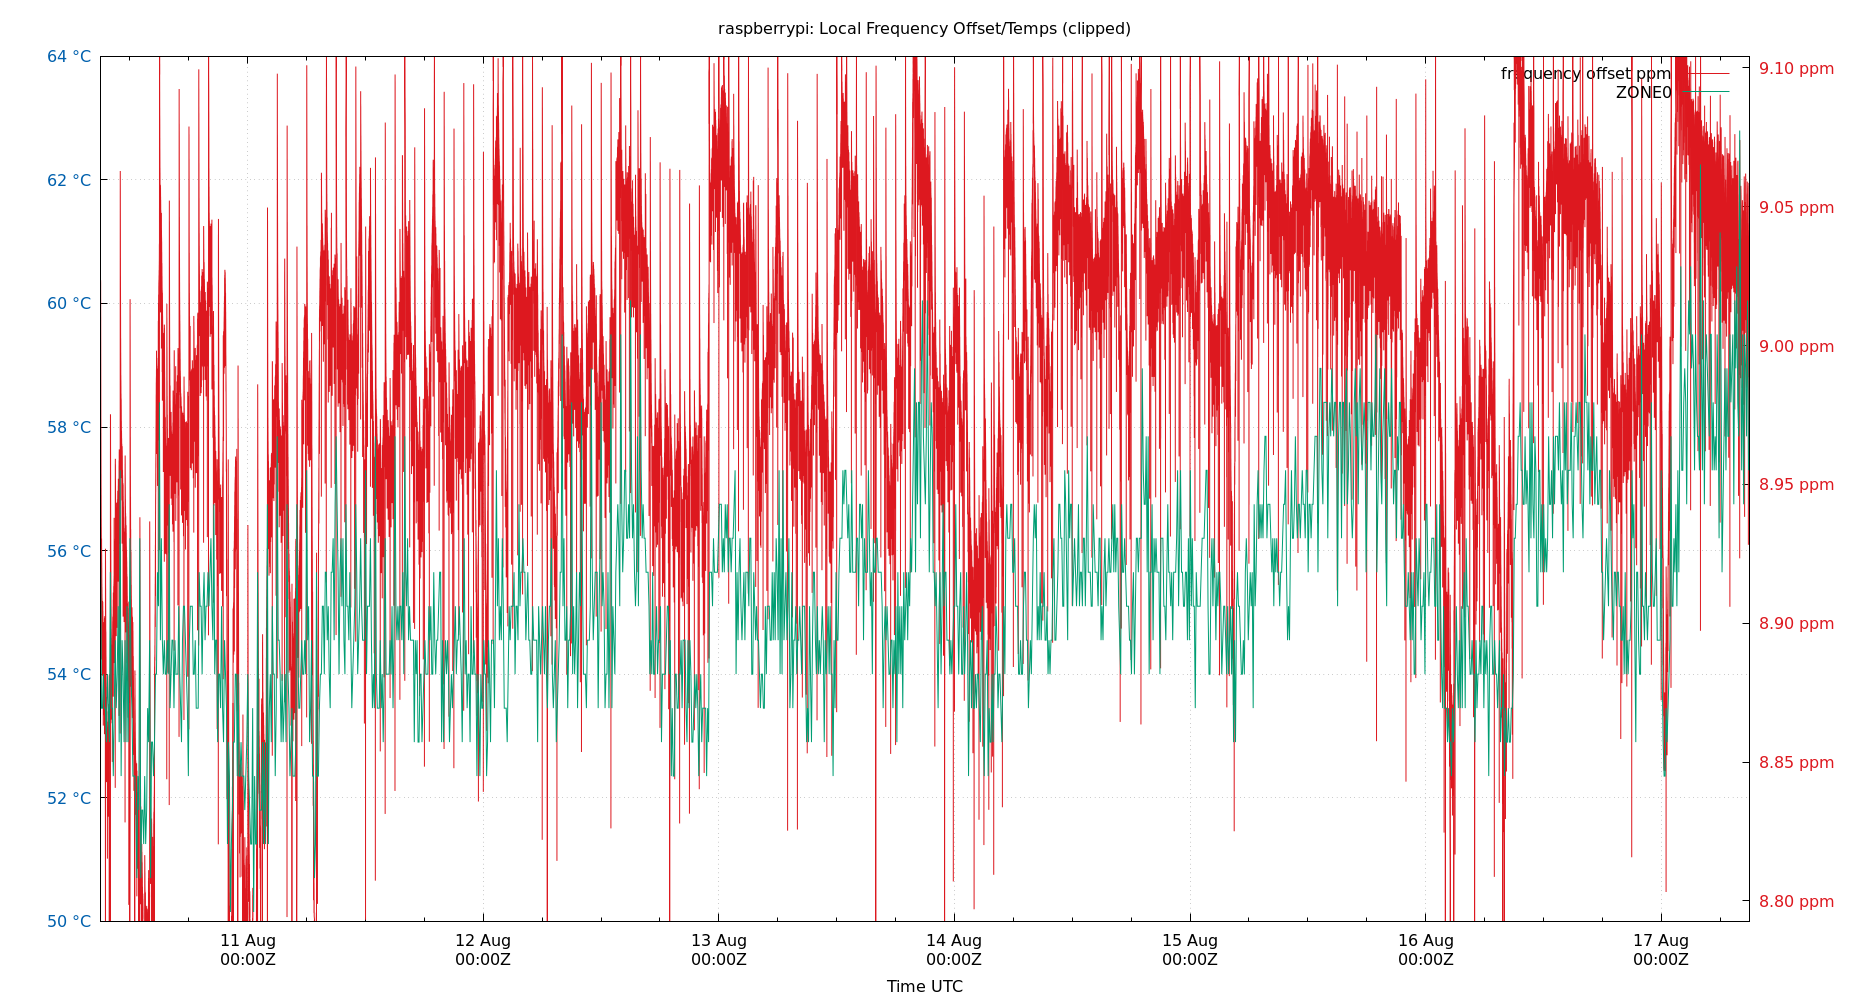 raspberrypi: Local Frequency Offset/Temps (clipped)
64 °C
62 °C
60 °C
58 °C
56 °C
54 °C
52 °C
50 °C
frequency offset ppm
ZONE0
9.10 ppm
9.05 ppm
9.00 ppm
8.95 ppm
8.90 ppm
8.85 ppm
8.80 ppm
11 Aug
00:00Z
12 Aug
00:00Z
13 Aug
00:00Z
14 Aug
00:00Z
15 Aug
00:00Z
16 Aug
00:00Z
17 Aug
00:00Z
Time UTC